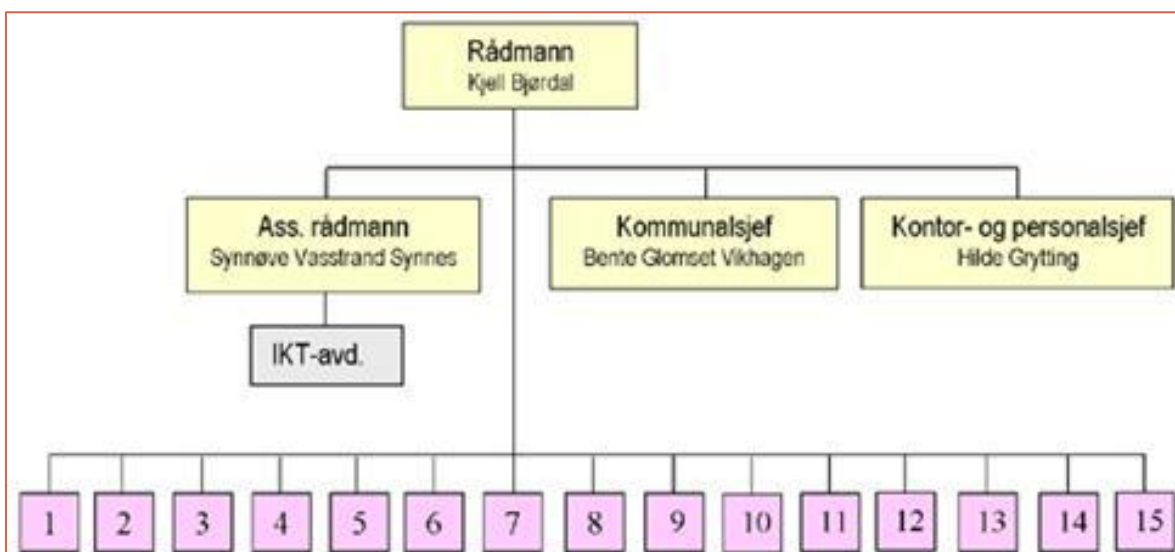 Rådmann
Kjell Bjørdal
Ass. rådmann
Synnøve Vasstrand Synnes
Kommunalsjef
Bente Glomset Vikhagen
Kontor- og personalsjef
Hilde Grytting
IKT-avd.
1 2 3 4 5 6 7 8 9 10 11 12 13 14 15